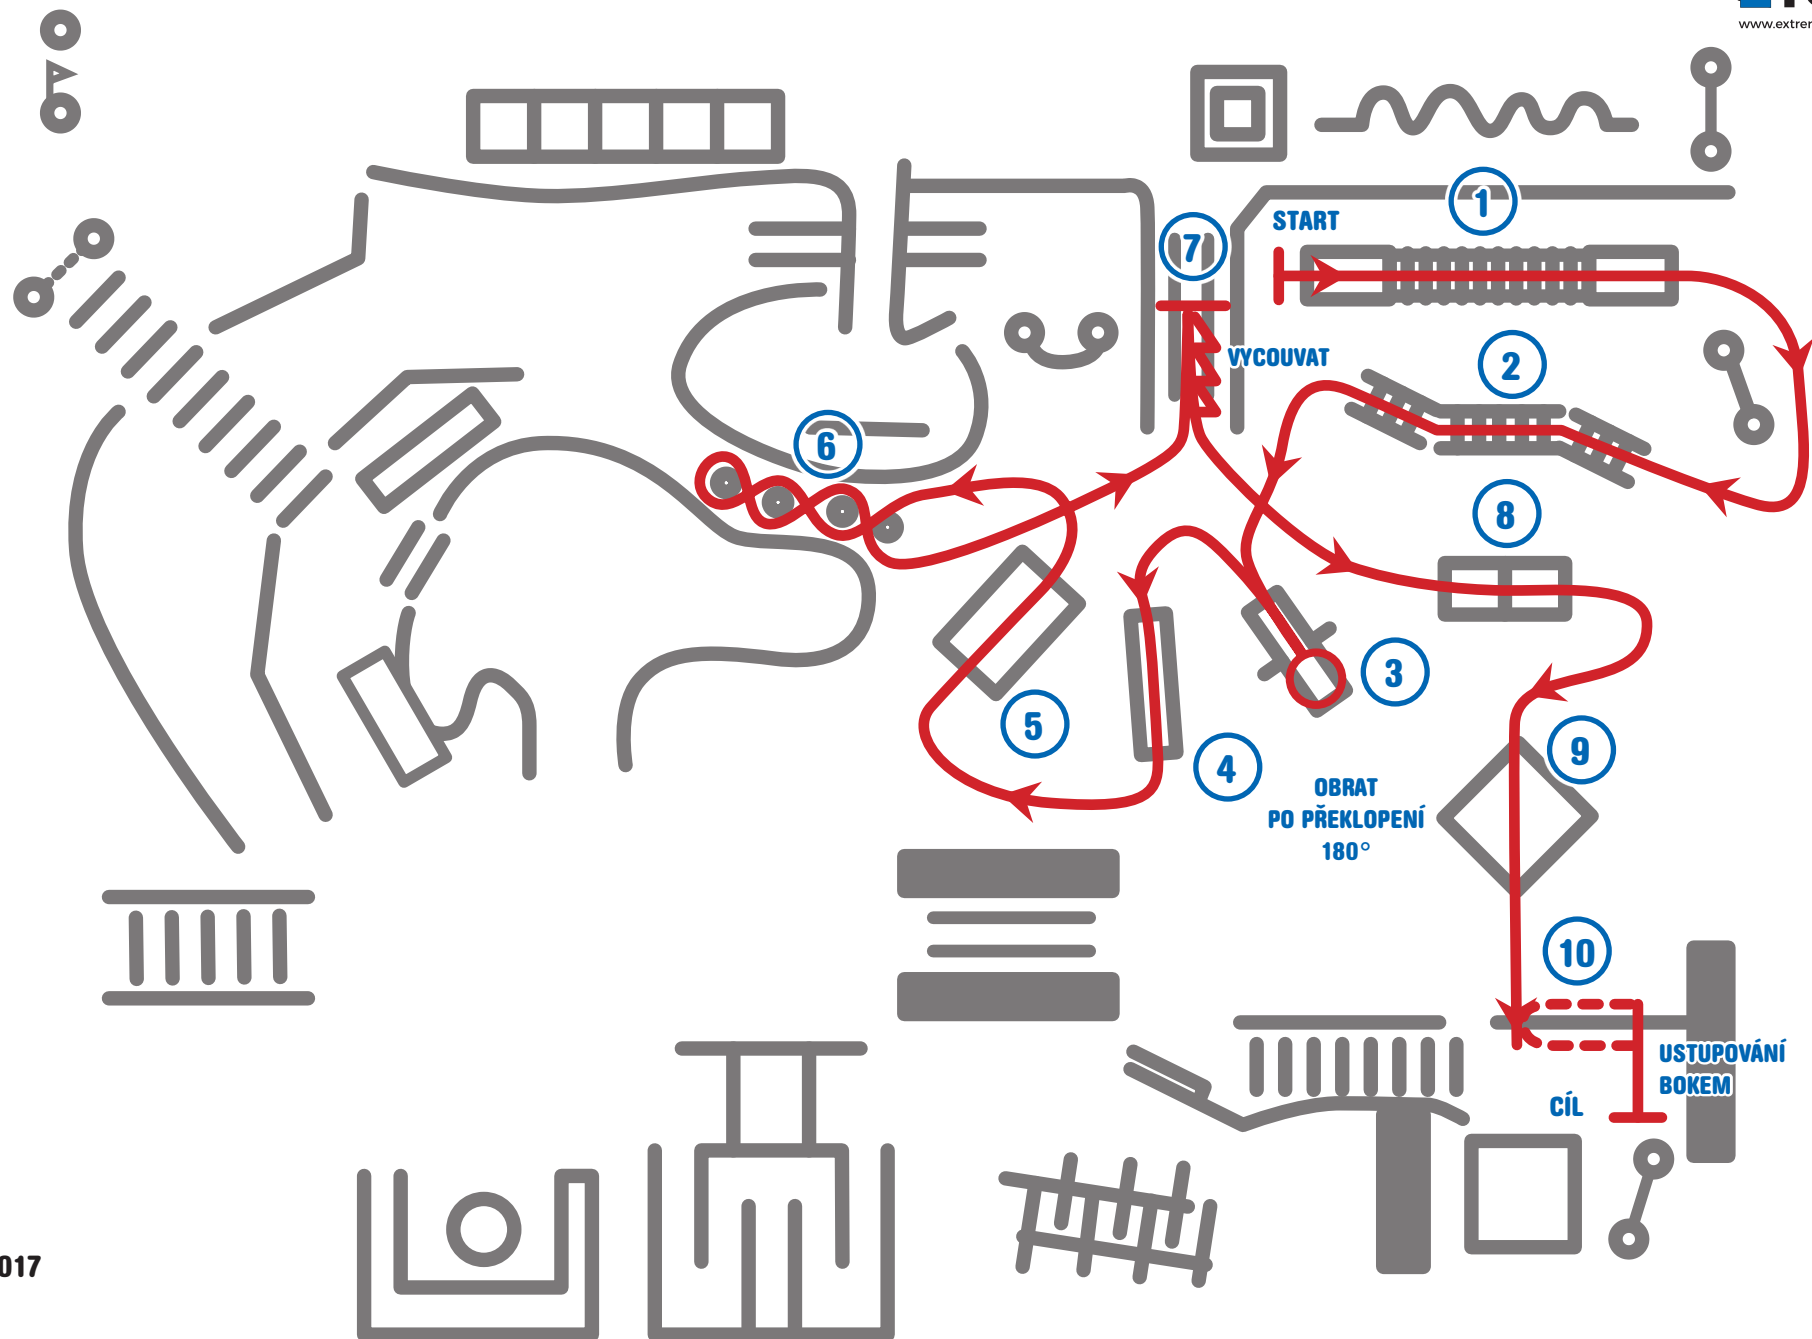 www.extrer
1
START
7
VYCOUVAT
2
6
8
3
5
4
9
OBRAT
PO PŘEKLOPENÍ
180°
10
USTUPOVÁNÍ
BOKEM
CÍL
017